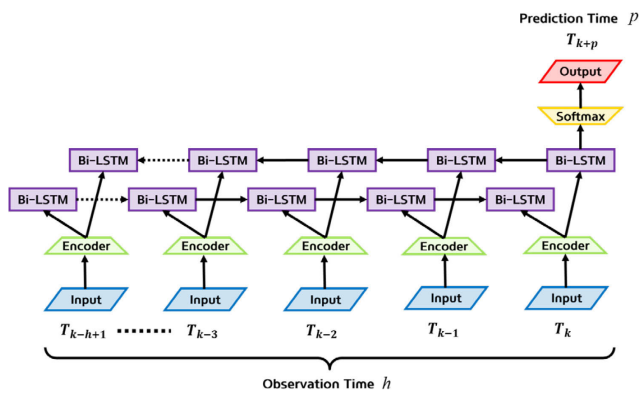 Prediction Time p
T_{k+p}
Output
Softmax
Bi-LSTM Bi-LSTM Bi-LSTM Bi-LSTM Bi-LSTM
Bi-LSTM Bi-LSTM Bi-LSTM Bi-LSTM Bi-LSTM
Encoder Encoder Encoder Encoder Encoder
Input Input Input Input Input
T_{k-h+1} T_{k-3} T_{k-2} T_{k-1} T_k
Observation Time h